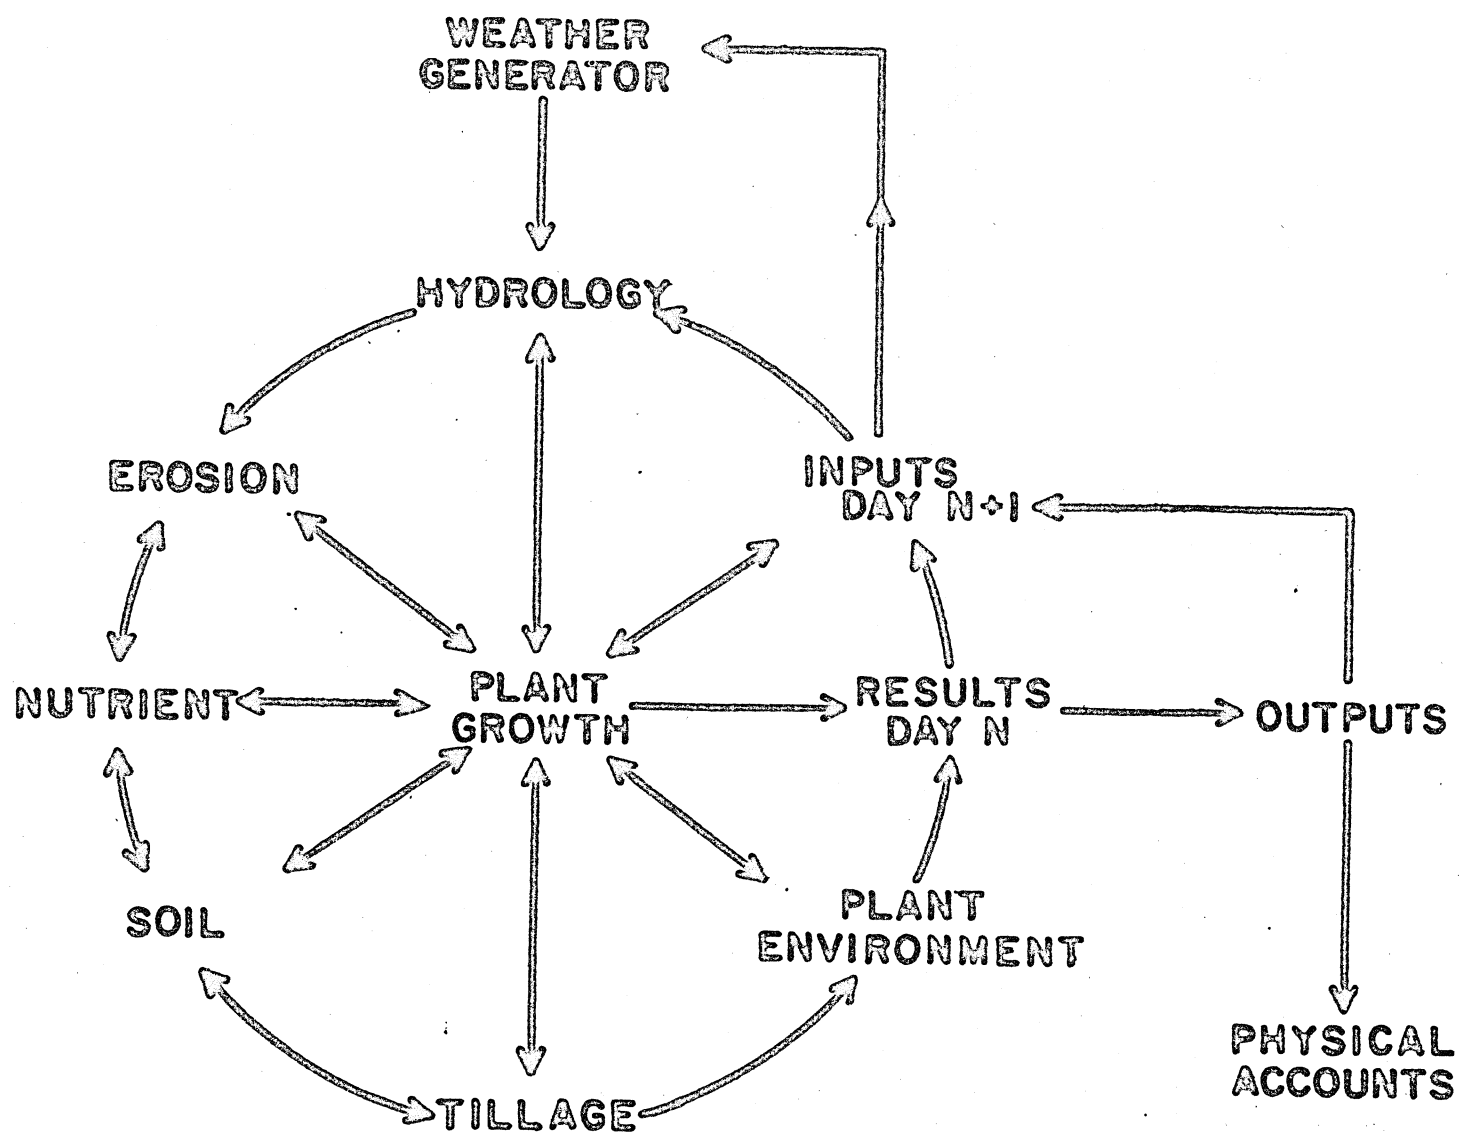 WEATHER
GENERATOR
HYDROLOGY
EROSION
INPUTS
DAY N+1
NUTRIENT
PLANT
GROWTH
RESULTS
DAY N
OUTPUTS
SOIL
PLANT
ENVIRONMENT
TILLAGE
PHYSICAL
ACCOUNTS